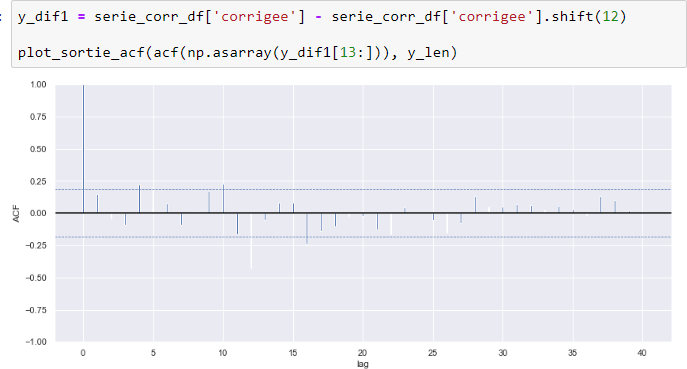 y_dif1 = serie_corr_df['corrigee'] - serie_corr_df['corrigee'].shift(12)
plot_sortie_acf(acf(np.asarray(y_dif1[13:])), y_len)
1.00
0.75
0.50
0.25
0.00
−0.25
−0.50
−0.75
−1.00
ACF
0 5 10 15 20 25 30 35 40
lag